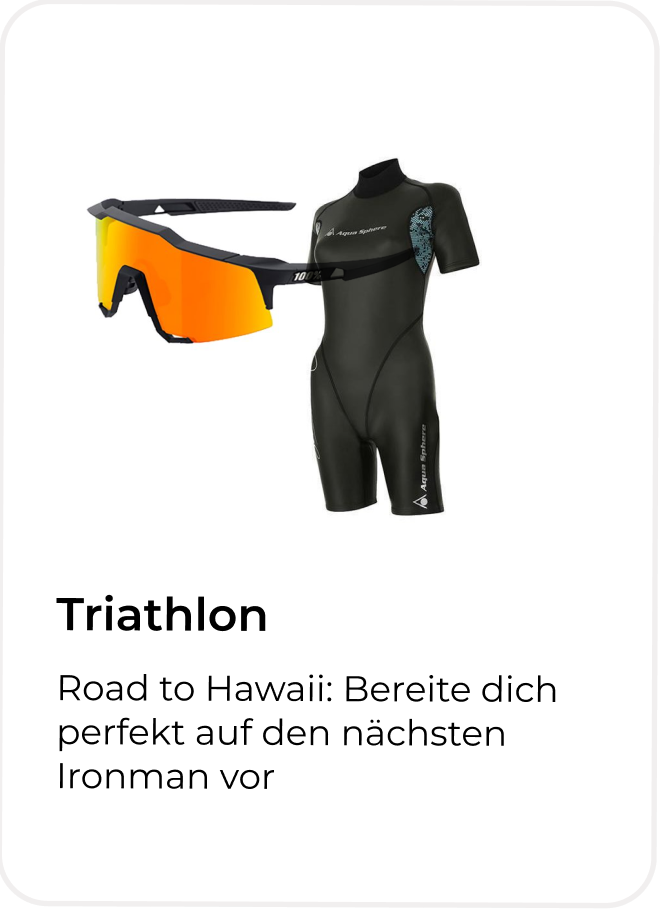 100%
Aqua Sphere
Aqua Sphere
Triathlon
Road to Hawaii: Bereite dich
perfekt auf den nächsten
Ironman vor